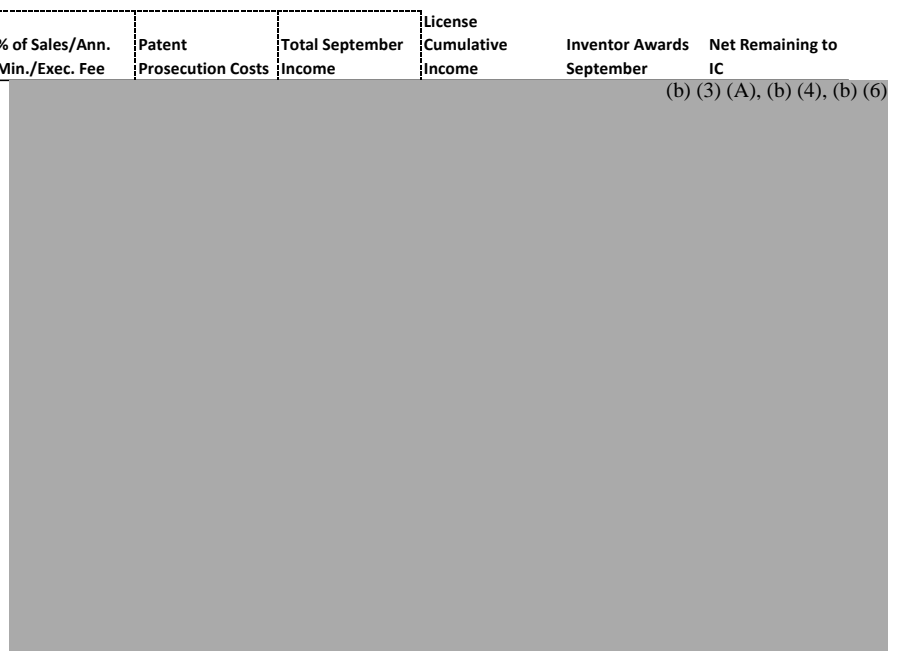 License
% of Sales/Ann. Patent Total September Cumulative Inventor Awards Net Remaining to
Min./Exec. Fee Prosecution Costs Income Income September IC
(b) (3) (A), (b) (4), (b) (6)